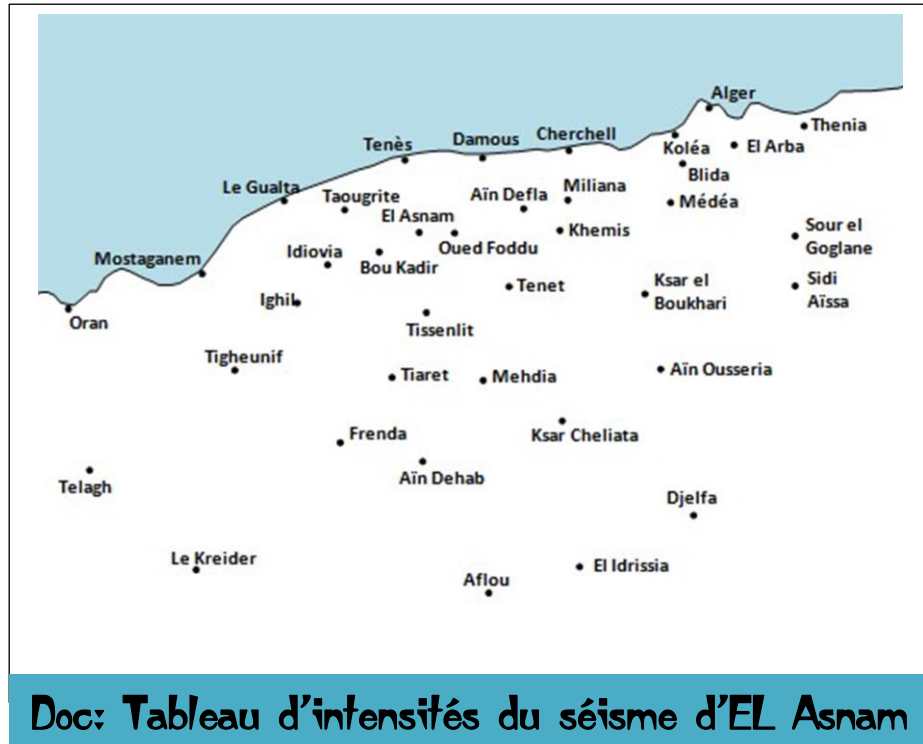 Alger
Thenia
Tenès
Damous
Cherchell
Koléa
El Arba
Blida
Le Gualta
Taougrite
Aïn Defla
Miliana
Médéa
El Asnam
Khemis
Sour el
Goglane
Idiovia
Bou Kadir
Oued Foddu
Mostaganem
Tenet
Ksar el
Boukhari
Sidi
Aïssa
Ighil
Oran
Tissenlit
Tigheunif
Tiaret
Mehdia
Aïn Ousseria
Frenda
Ksar Cheliata
Aïn Dehab
Telagh
Djelfa
Le Kreider
El Idrissia
Aflou
Doc: Tableau d'intensités du séisme d'EL Asnam